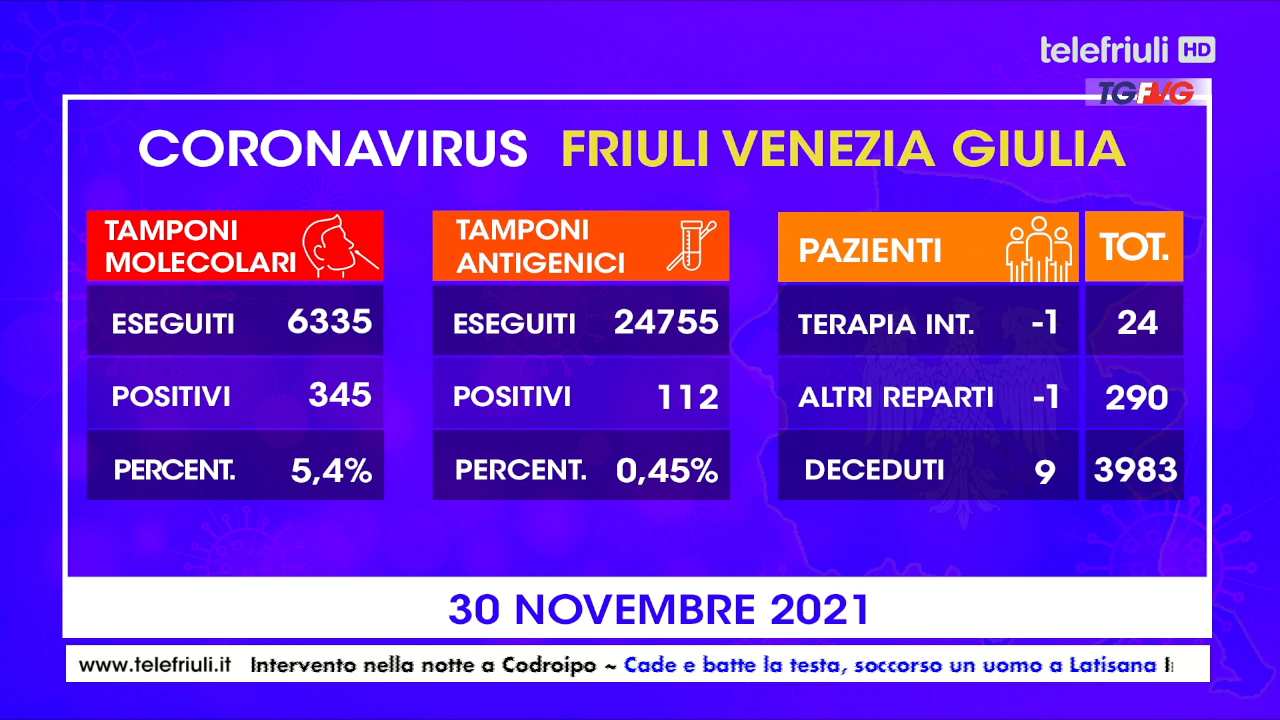 telefriuli HD
TGFVG
CORONAVIRUS FRIULI VENEZIA GIULIA
TAMPONI
MOLECOLARI
ESEGUITI 6335
POSITIVI 345
PERCENT. 5,4%
TAMPONI
ANTIGENICI
ESEGUITI 24755
POSITIVI 112
PERCENT. 0,45%
PAZIENTI TOT.
TERAPIA INT. -1 24
ALTRI REPARTI -1 290
DECEDUTI 9 3983
30 NOVEMBRE 2021
www.telefriuli.it Intervento nella notte a Codroipo ~ Cade e batte la testa, soccorso un uomo a Latisana